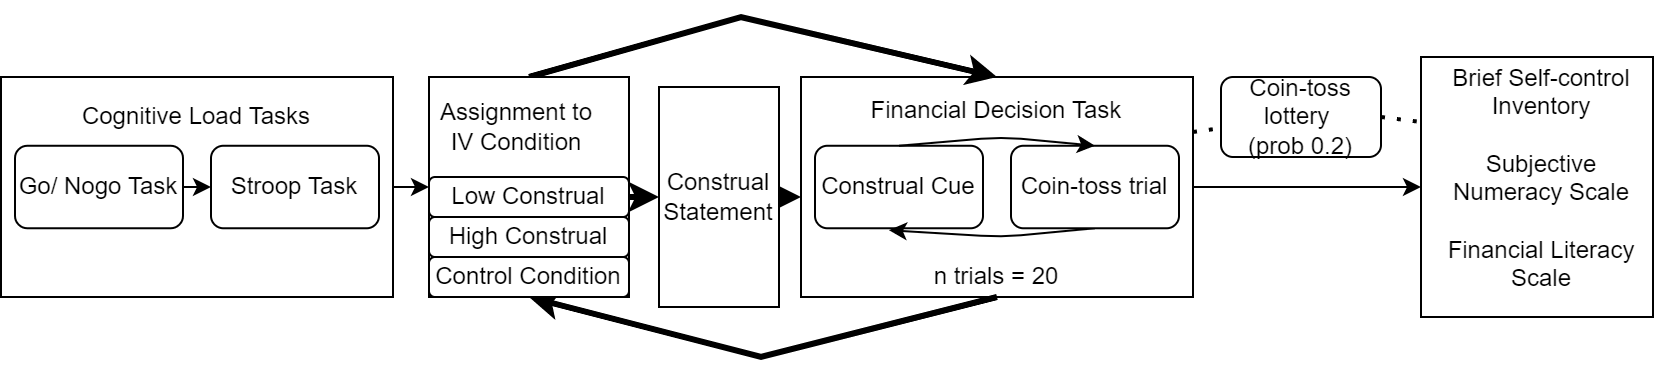 Cognitive Load Tasks
Go/ Nogo Task
Stroop Task
Assignment to
IV Condition
Low Construal
High Construal
Control Condition
Construal
Statement
Financial Decision Task
Construal Cue
Coin-toss trial
n trials = 20
Coin-toss
lottery
(prob 0.2)
Brief Self-control
Inventory
Subjective
Numeracy Scale
Financial Literacy
Scale